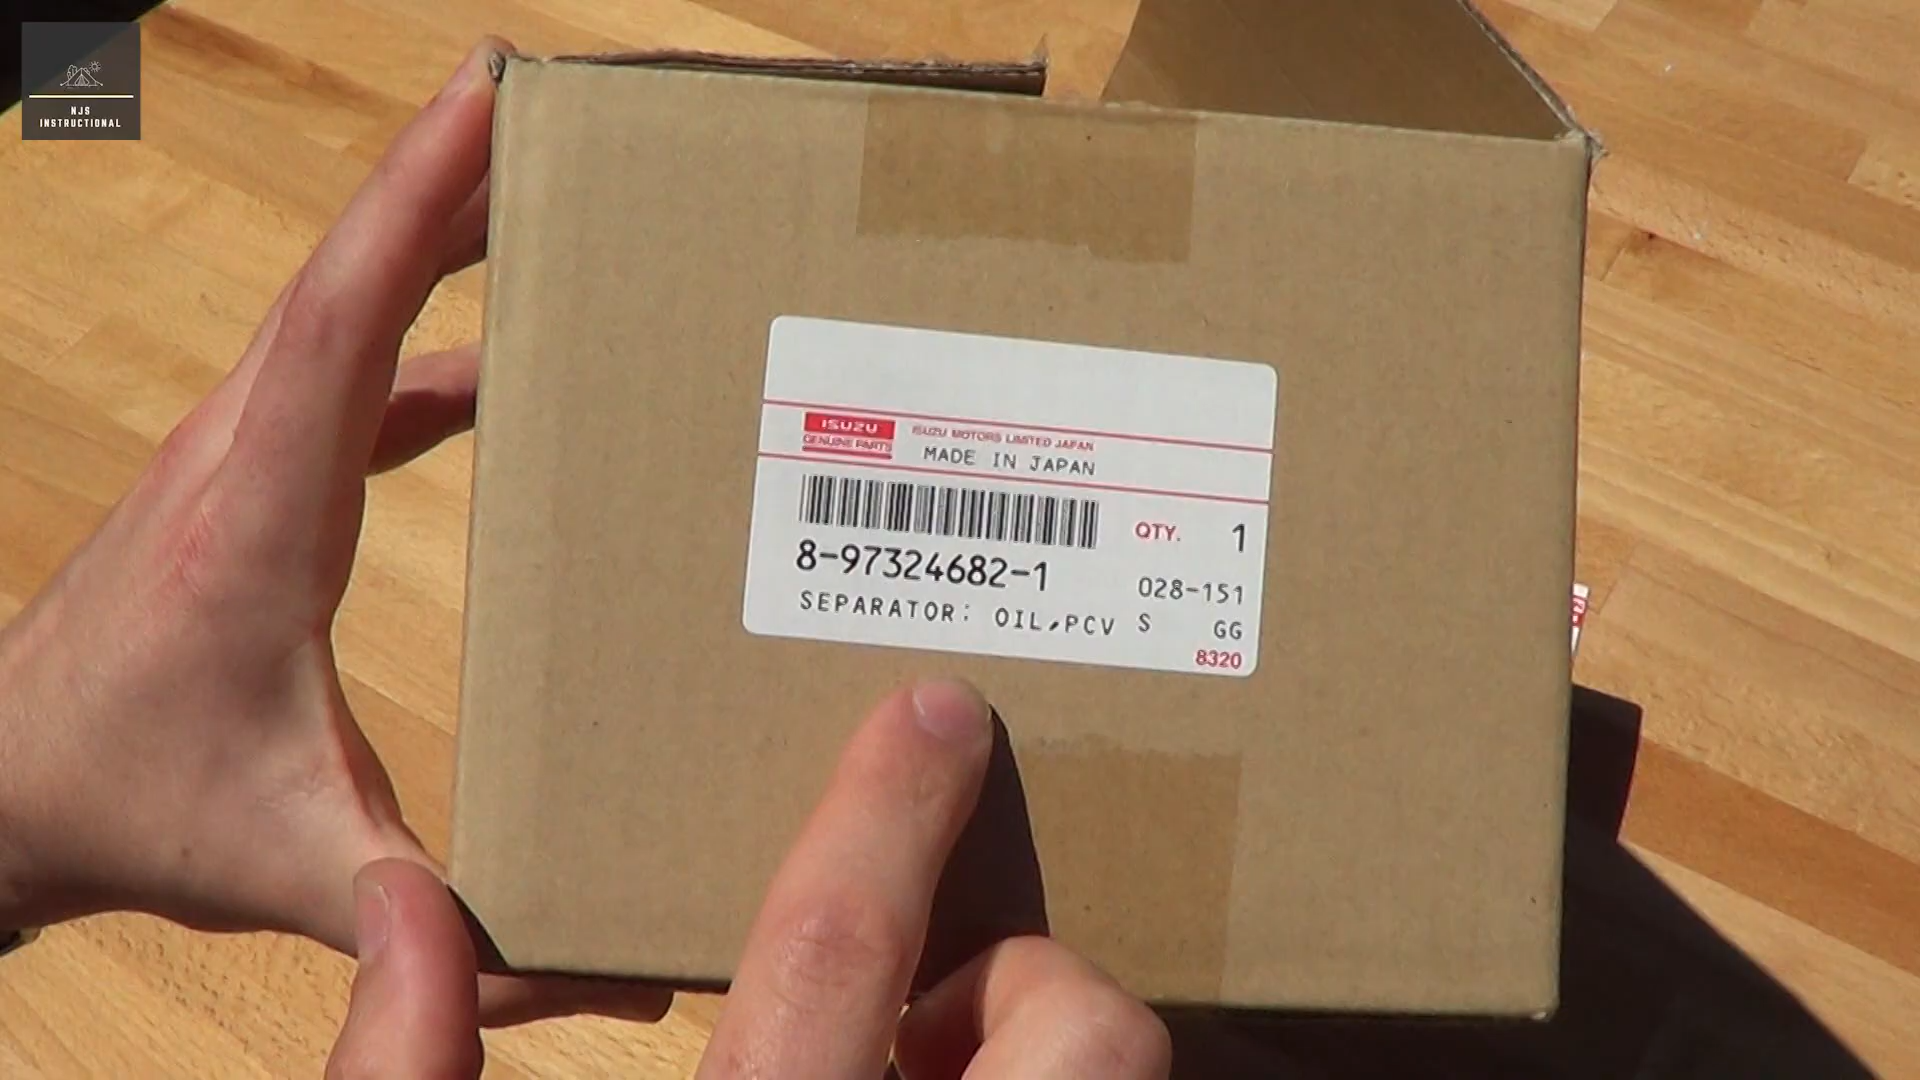 NJS
INSTRUCTIONAL
ISUZU
GENUINE PARTS
ISUZU MOTORS LIMITED JAPAN
MADE IN JAPAN
QTY. 1
8-97324682-1
028-151
SEPARATOR: OIL,PCV S GG
8320